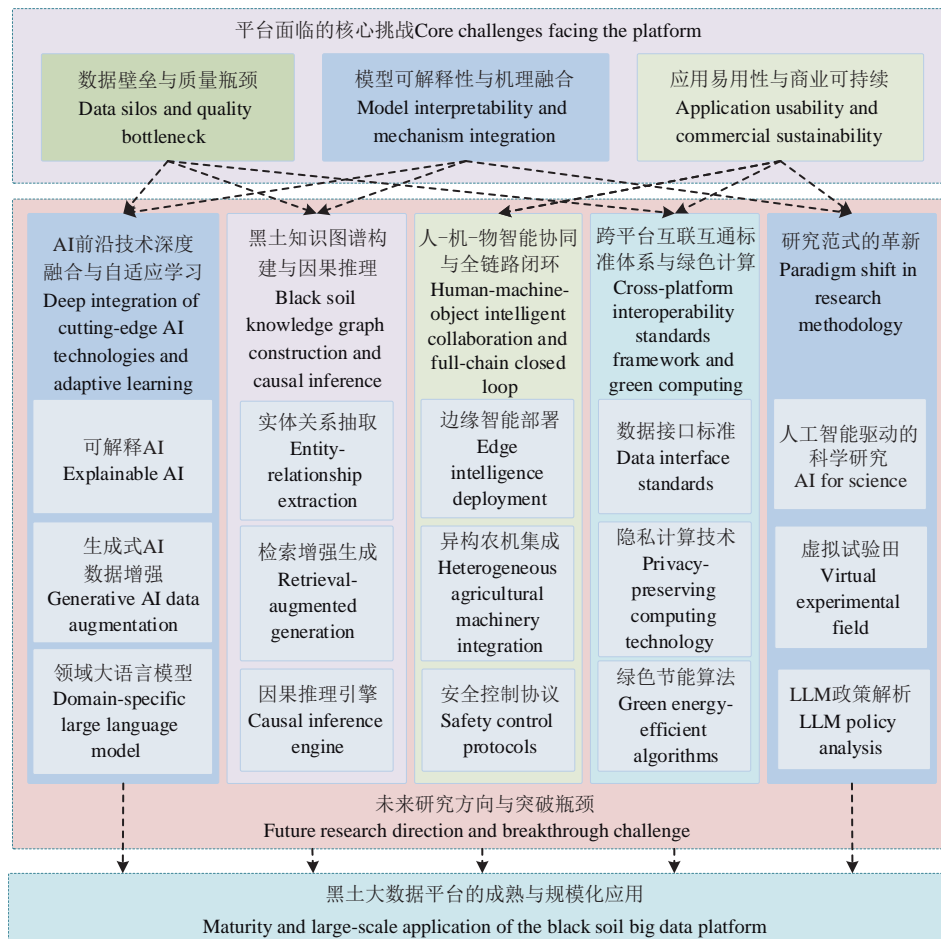 平台面临的核心挑战Core challenges facing the platform
数据壁垒与质量瓶颈
Data silos and quality
bottleneck
模型可解释性与机理融合
Model interpretability and
mechanism integration
应用易用性与商业可持续
Application usability and
commercial sustainability
AI前沿技术深度
融合与自适应学习
Deep integration of
cutting-edge AI
technologies and
adaptive learning
可解释AI
Explainable AI
生成式AI
数据增强
Generative AI data
augmentation
领域大语言模型
Domain-specific
large language
model
黑土知识图谱构
建与因果推理
Black soil
knowledge graph
construction and
causal inference
实体关系抽取
Entity-
relationship
extraction
检索增强生成
Retrieval-
augmented
generation
因果推理引擎
Causal inference
engine
人-机-物智能协同
与全链路闭环
Human-machine-
object intelligent
collaboration and
full-chain closed
loop
边缘智能部署
Edge
intelligence
deployment
异构农机集成
Heterogeneous
agricultural
machinery
integration
安全控制协议
Safety control
protocols
跨平台互联互通标
准体系与绿色计算
Cross-platform
interoperability
standards
framework and
green computing
数据接口标准
Data interface
standards
隐私计算技术
Privacy-
preserving
computing
technology
绿色节能算法
Green energy-
efficient
algorithms
研究范式的革新
Paradigm shift in
research
methodology
人工智能驱动的
科学研究
AI for science
虚拟试验田
Virtual
experimental
field
LLM政策解析
LLM policy
analysis
未来研究方向与突破瓶颈
Future research direction and breakthrough challenge
黑土大数据平台的成熟与规模化应用
Maturity and large-scale application of the black soil big data platform